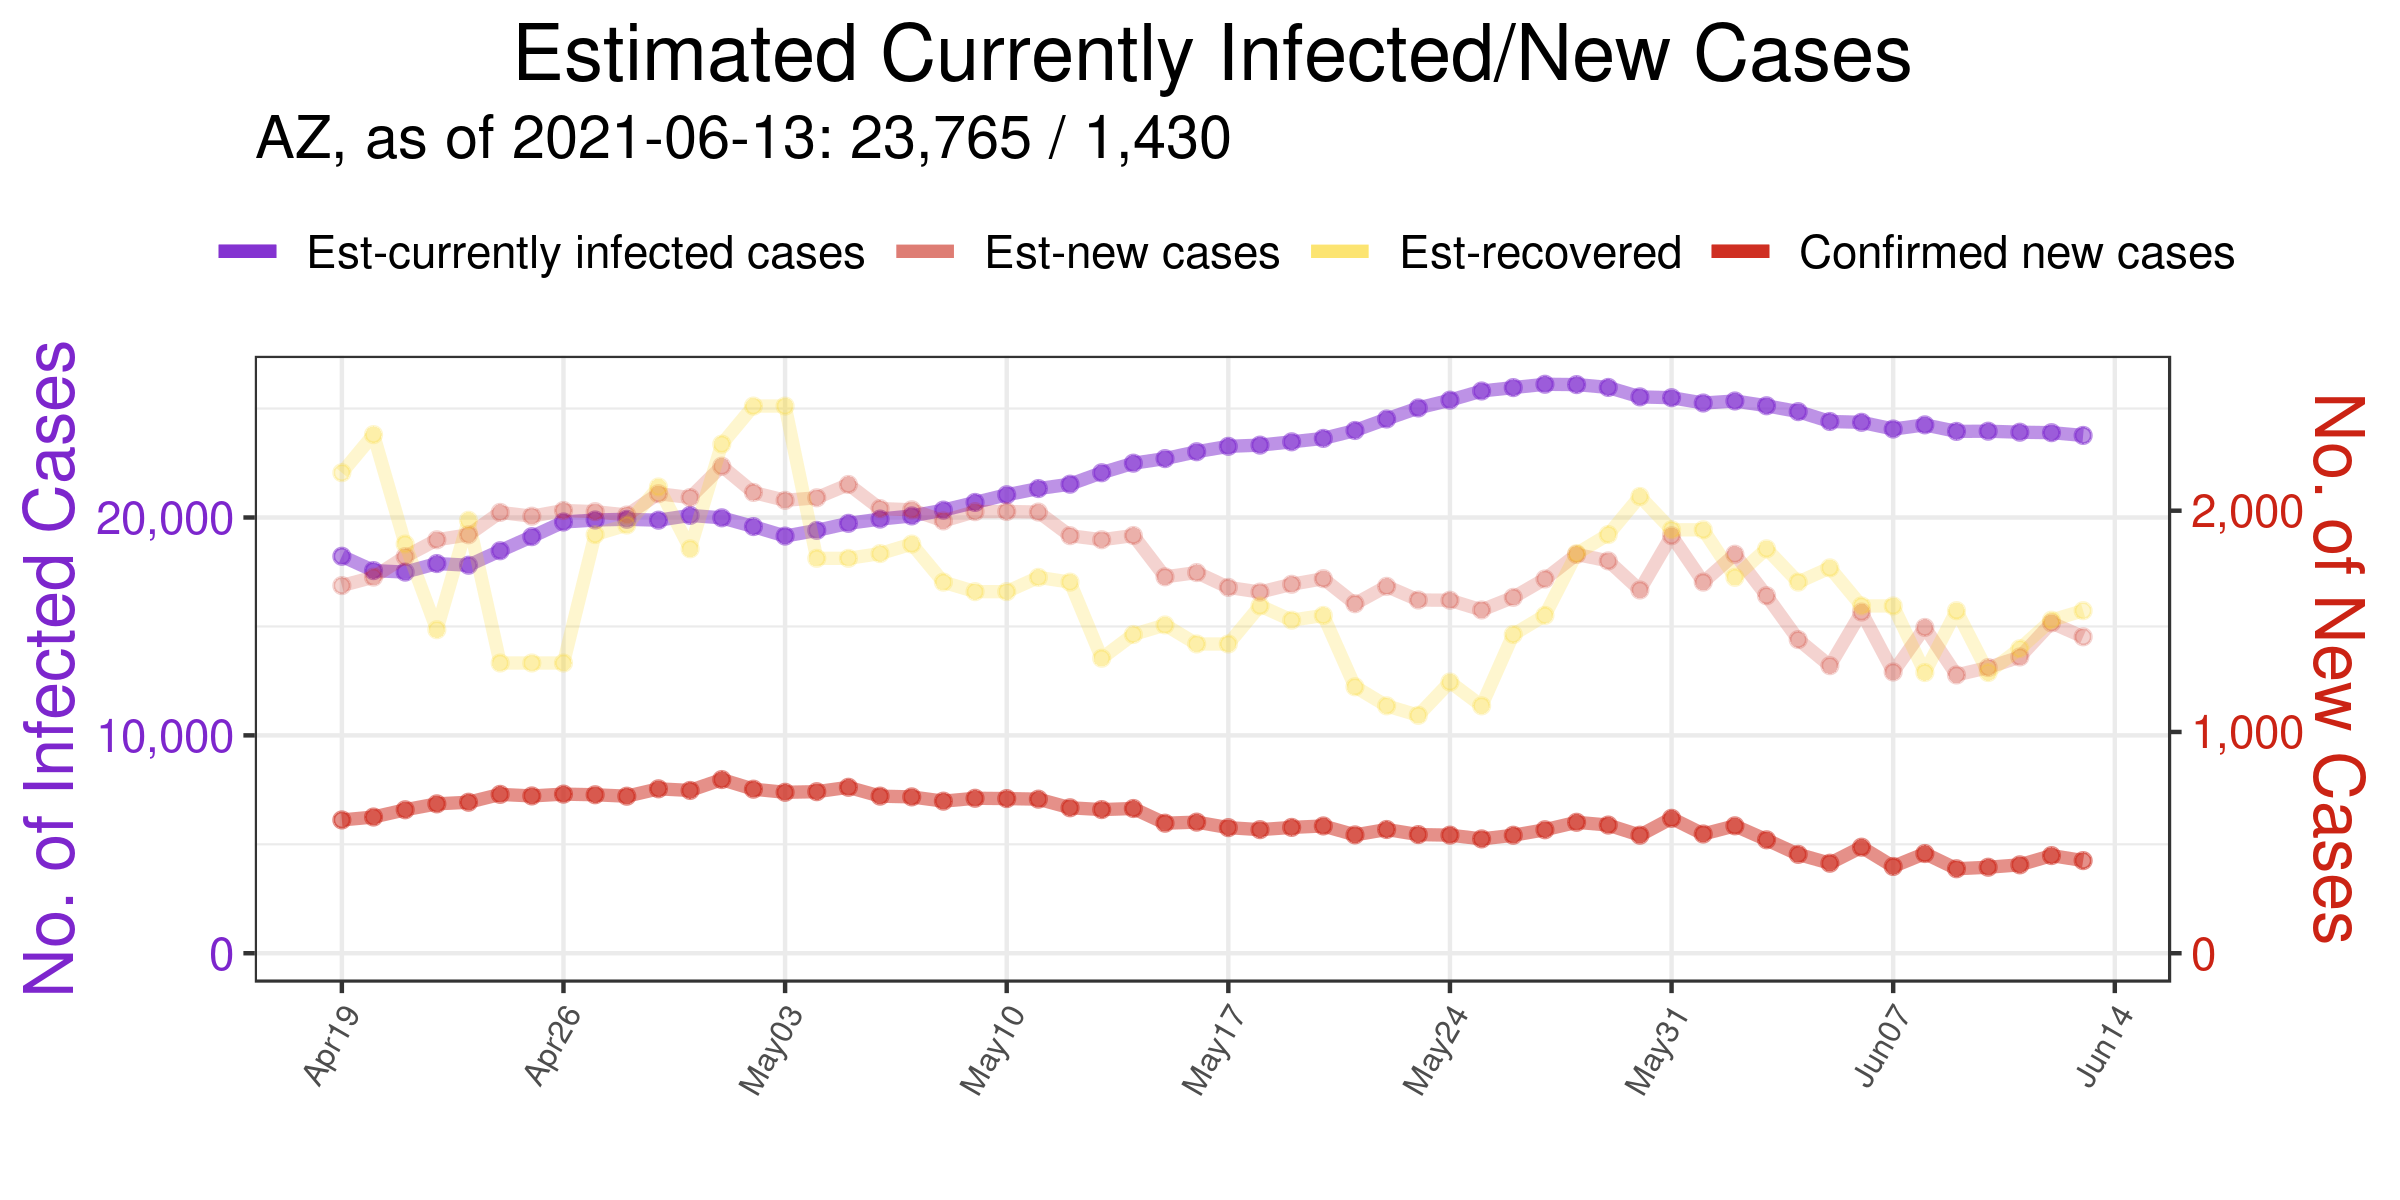 Estimated Currently Infected/New Cases
AZ, as of 2021-06-13: 23,765 / 1,430
Est-currently infected cases Est-new cases Est-recovered Confirmed new cases
No. of Infected Cases
20,000
10,000
0
2,000
1,000
0
No. of New Cases
Apr19 Apr26 May03 May10 May17 May24 May31 Jun07 Jun14